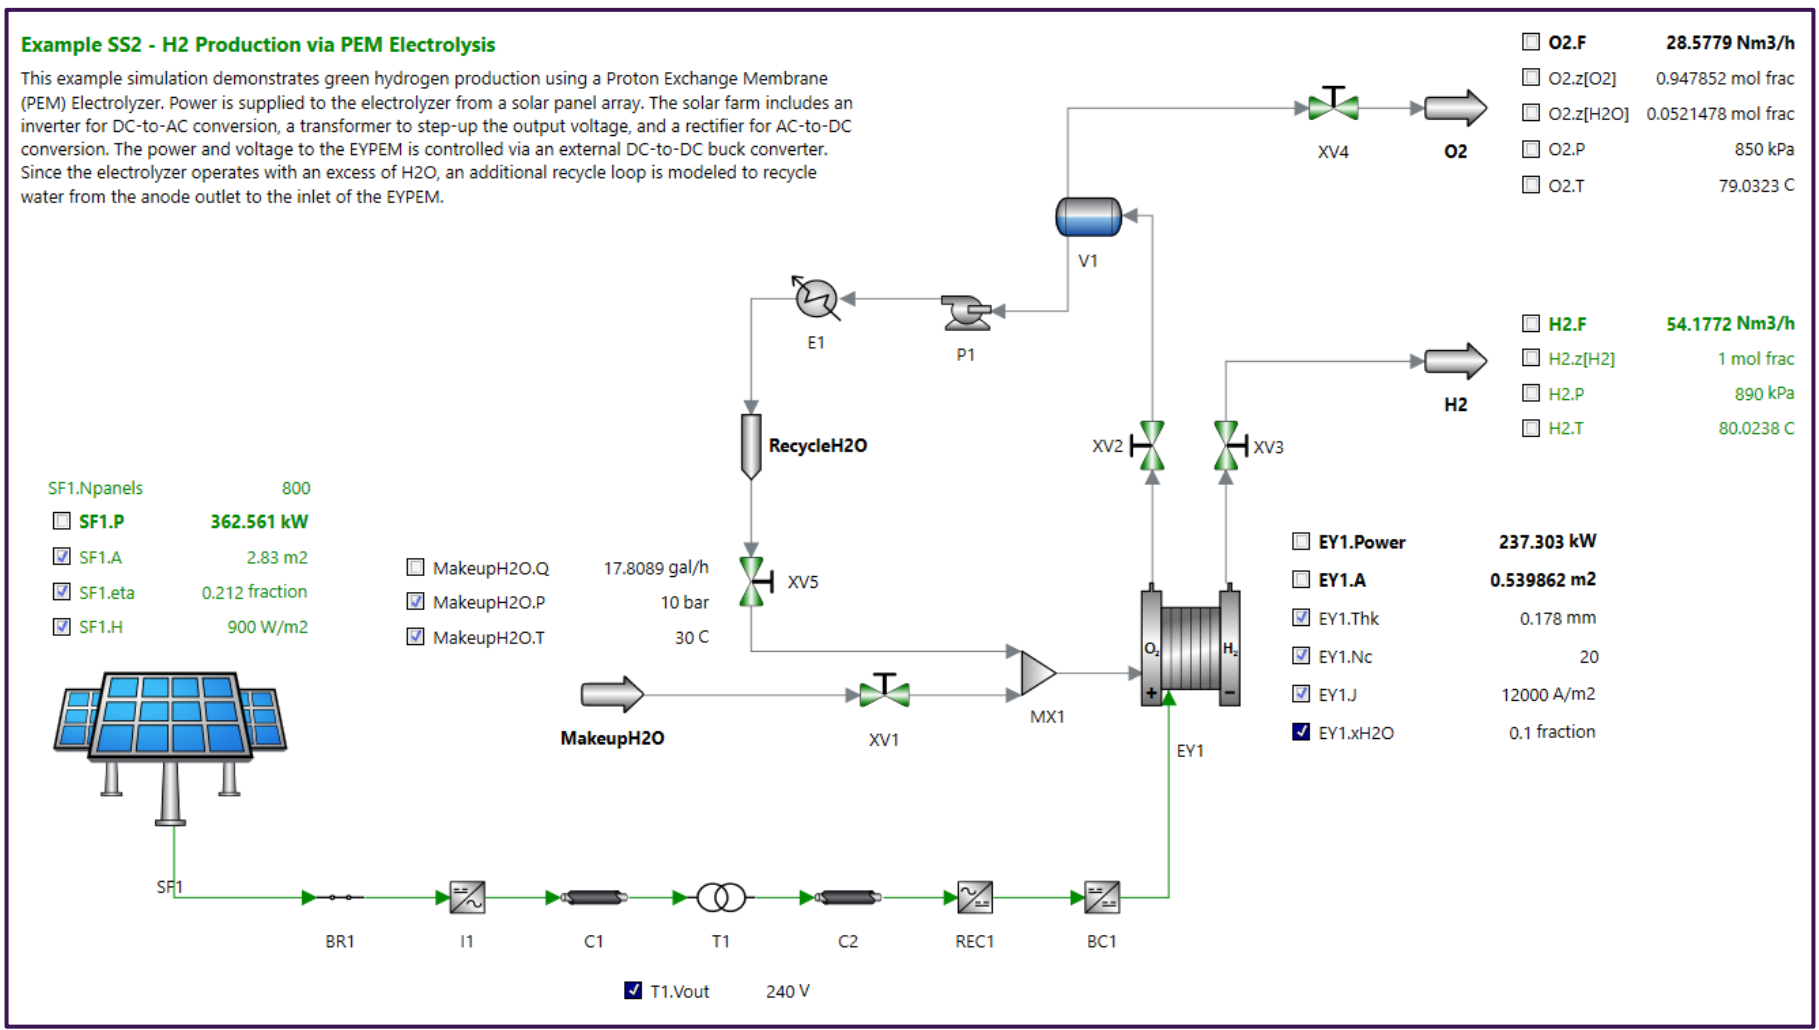 Example SS2 - H2 Production via PEM Electrolysis
This example simulation demonstrates green hydrogen production using a Proton Exchange Membrane
(PEM) Electrolyzer. Power is supplied to the electrolyzer from a solar panel array. The solar farm includes an
inverter for DC-to-AC conversion, a transformer to step-up the output voltage, and a rectifier for AC-to-DC
conversion. The power and voltage to the EYPEM is controlled via an external DC-to-DC buck converter.
Since the electrolyzer operates with an excess of H2O, an additional recycle loop is modeled to recycle
water from the anode outlet to the inlet of the EYPEM.
O2.F 28.5779 Nm3/h
O2.z[O2] 0.947852 mol frac
O2.z[H2O] 0.0521478 mol frac
O2.P 850 kPa
O2.T 79.0323 C
XV4
O2
V1
E1
P1
H2.F 54.1772 Nm3/h
H2.z[H2] 1 mol frac
H2.P 890 kPa
H2.T 80.0238 C
H2
RecycleH2O
XV2
XV3
SF1.Npanels 800
SF1.P 362.561 kW
SF1.A 2.83 m2
SF1.eta 0.212 fraction
SF1.H 900 W/m2
MakeupH2O.Q 17.8089 gal/h
MakeupH2O.P 10 bar
MakeupH2O.T 30 C
XV5
EY1.Power 237.303 kW
EY1.A 0.539862 m2
EY1.Thk 0.178 mm
EY1.Nc 20
EY1.J 12000 A/m2
EY1.xH2O 0.1 fraction
O2
H2
+
−
MakeupH2O
XV1
MX1
EY1
SF1
BR1
I1
C1
T1
C2
REC1
BC1
T1.Vout 240 V